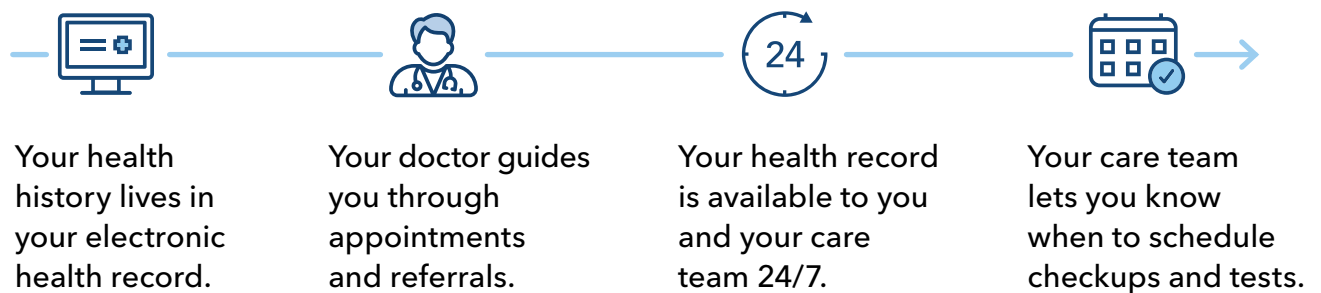 24
Your health
history lives in
your electronic
health record.
Your doctor guides
you through
appointments
and referrals.
Your health record
is available to you
and your care
team 24/7.
Your care team
lets you know
when to schedule
checkups and tests.